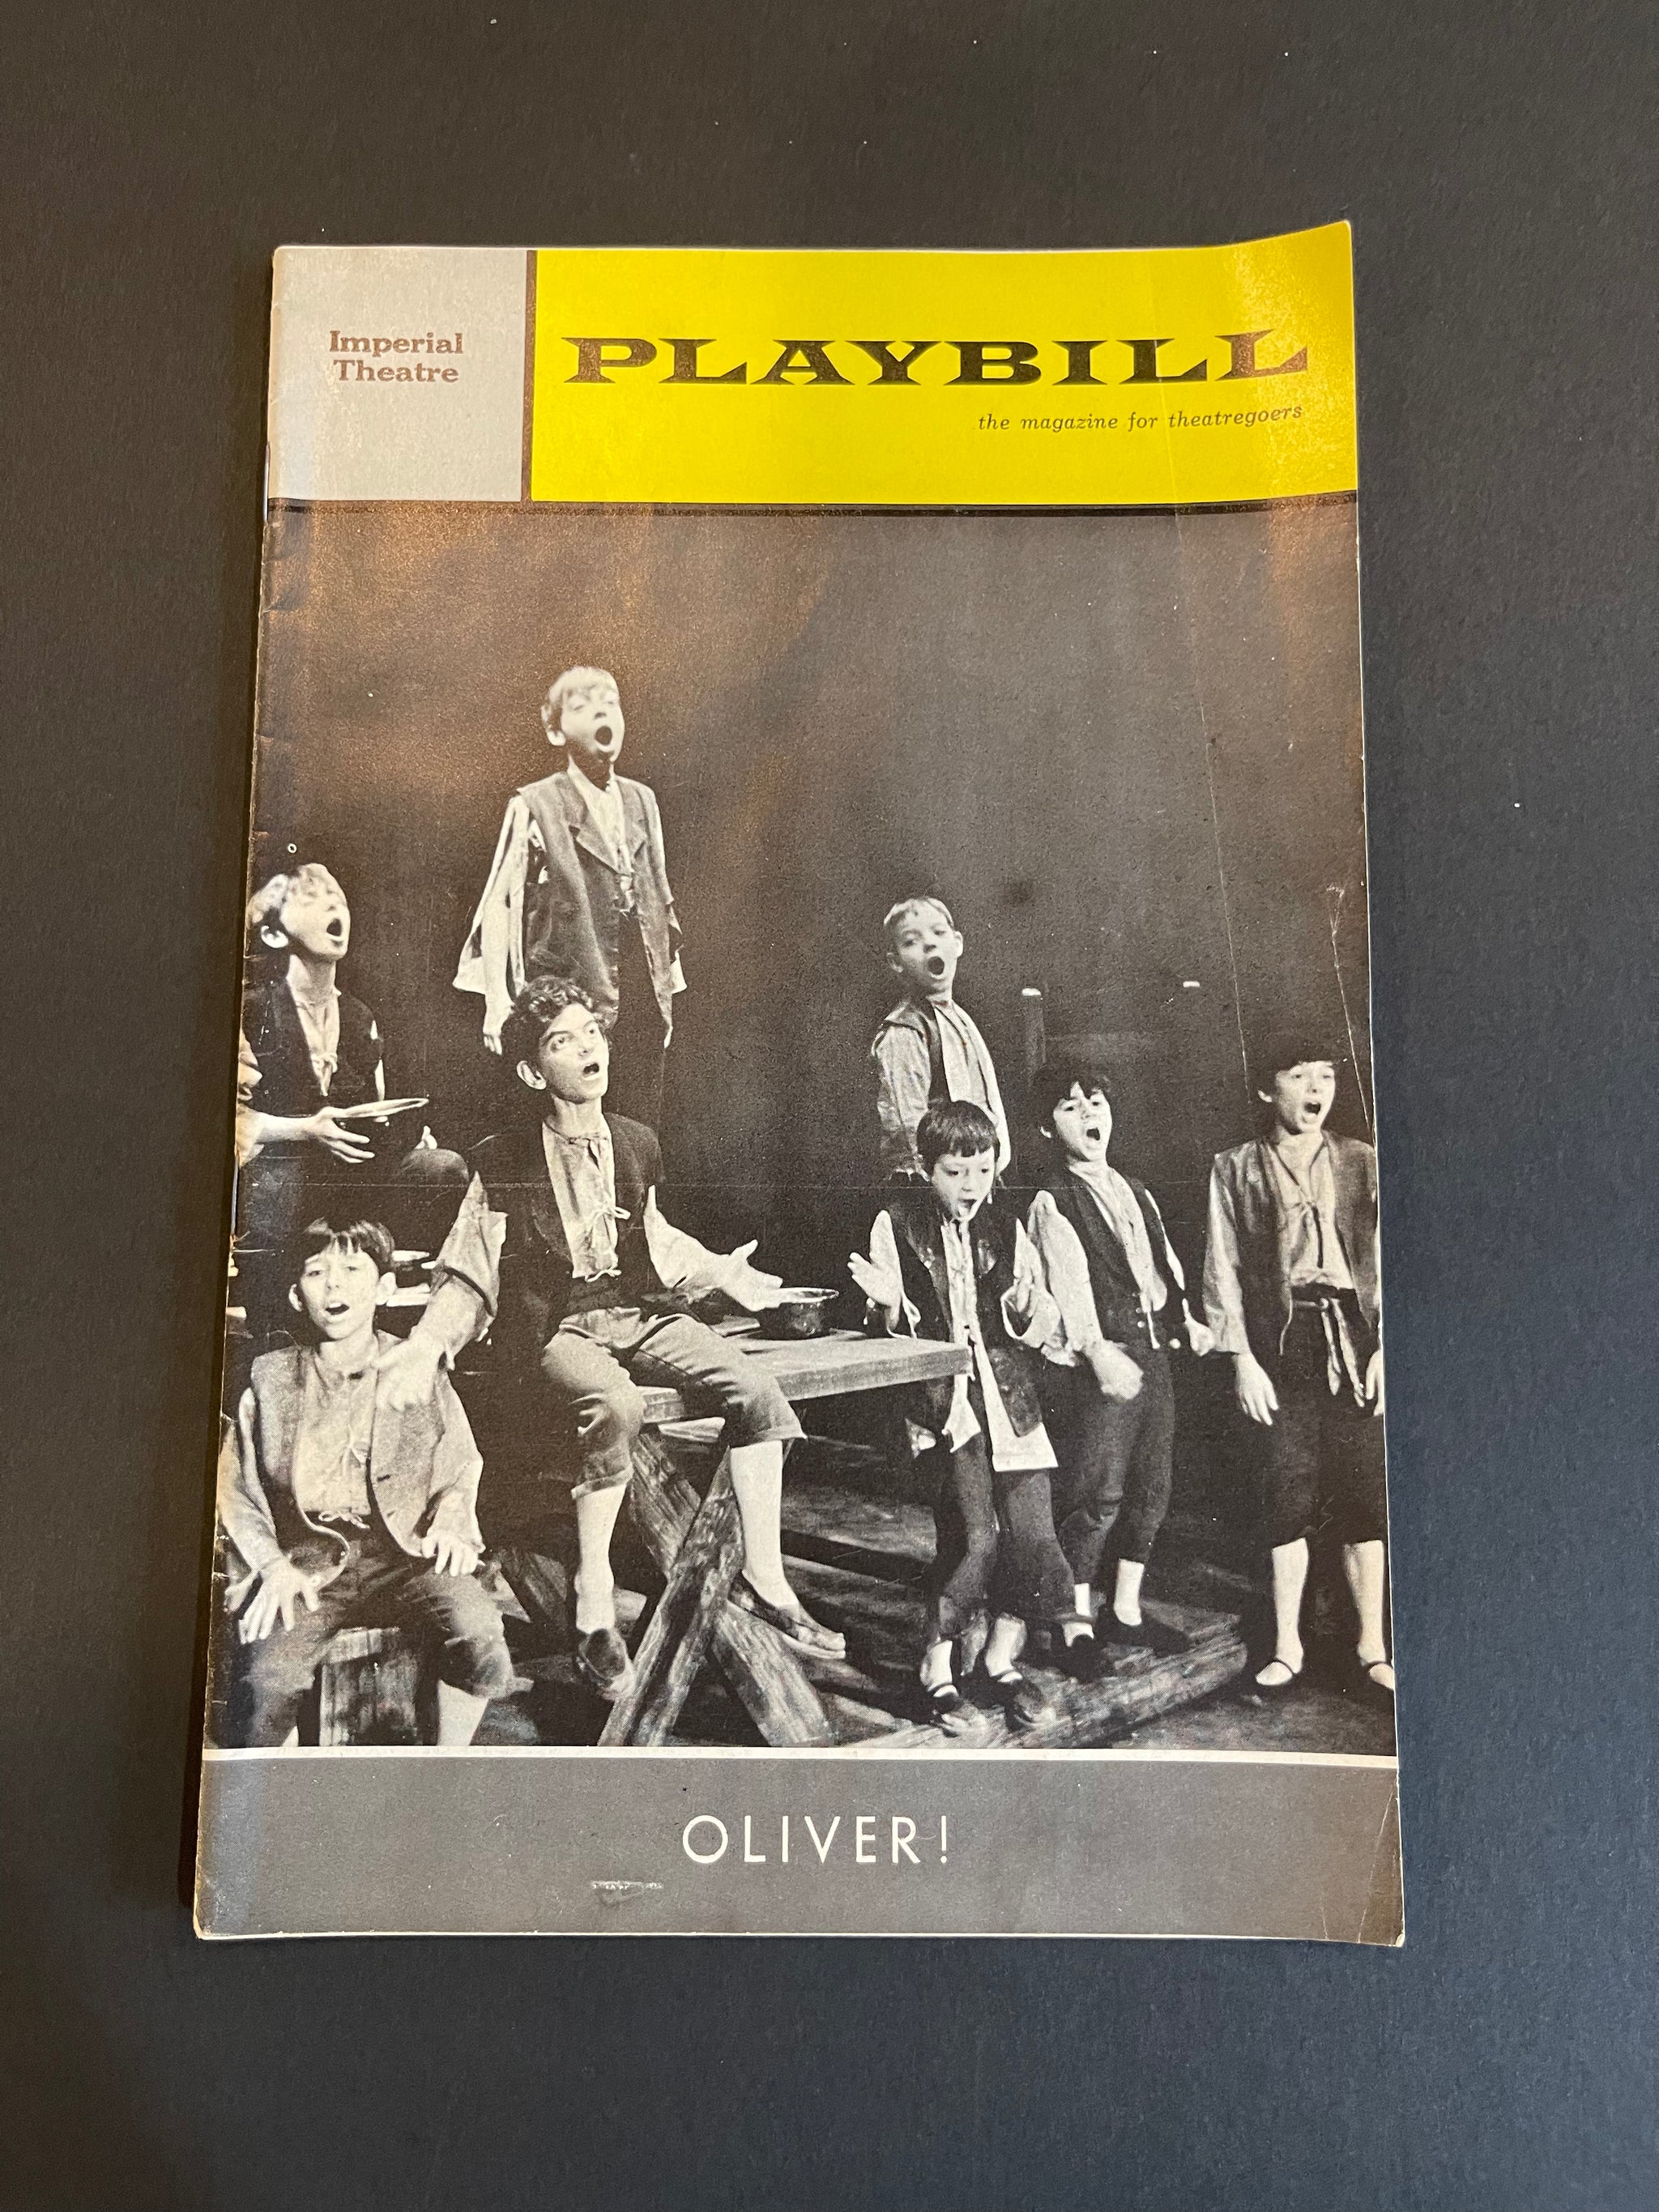 Imperial
Theatre
PLAYBILL
the magazine for theatregoers
OLIVER!